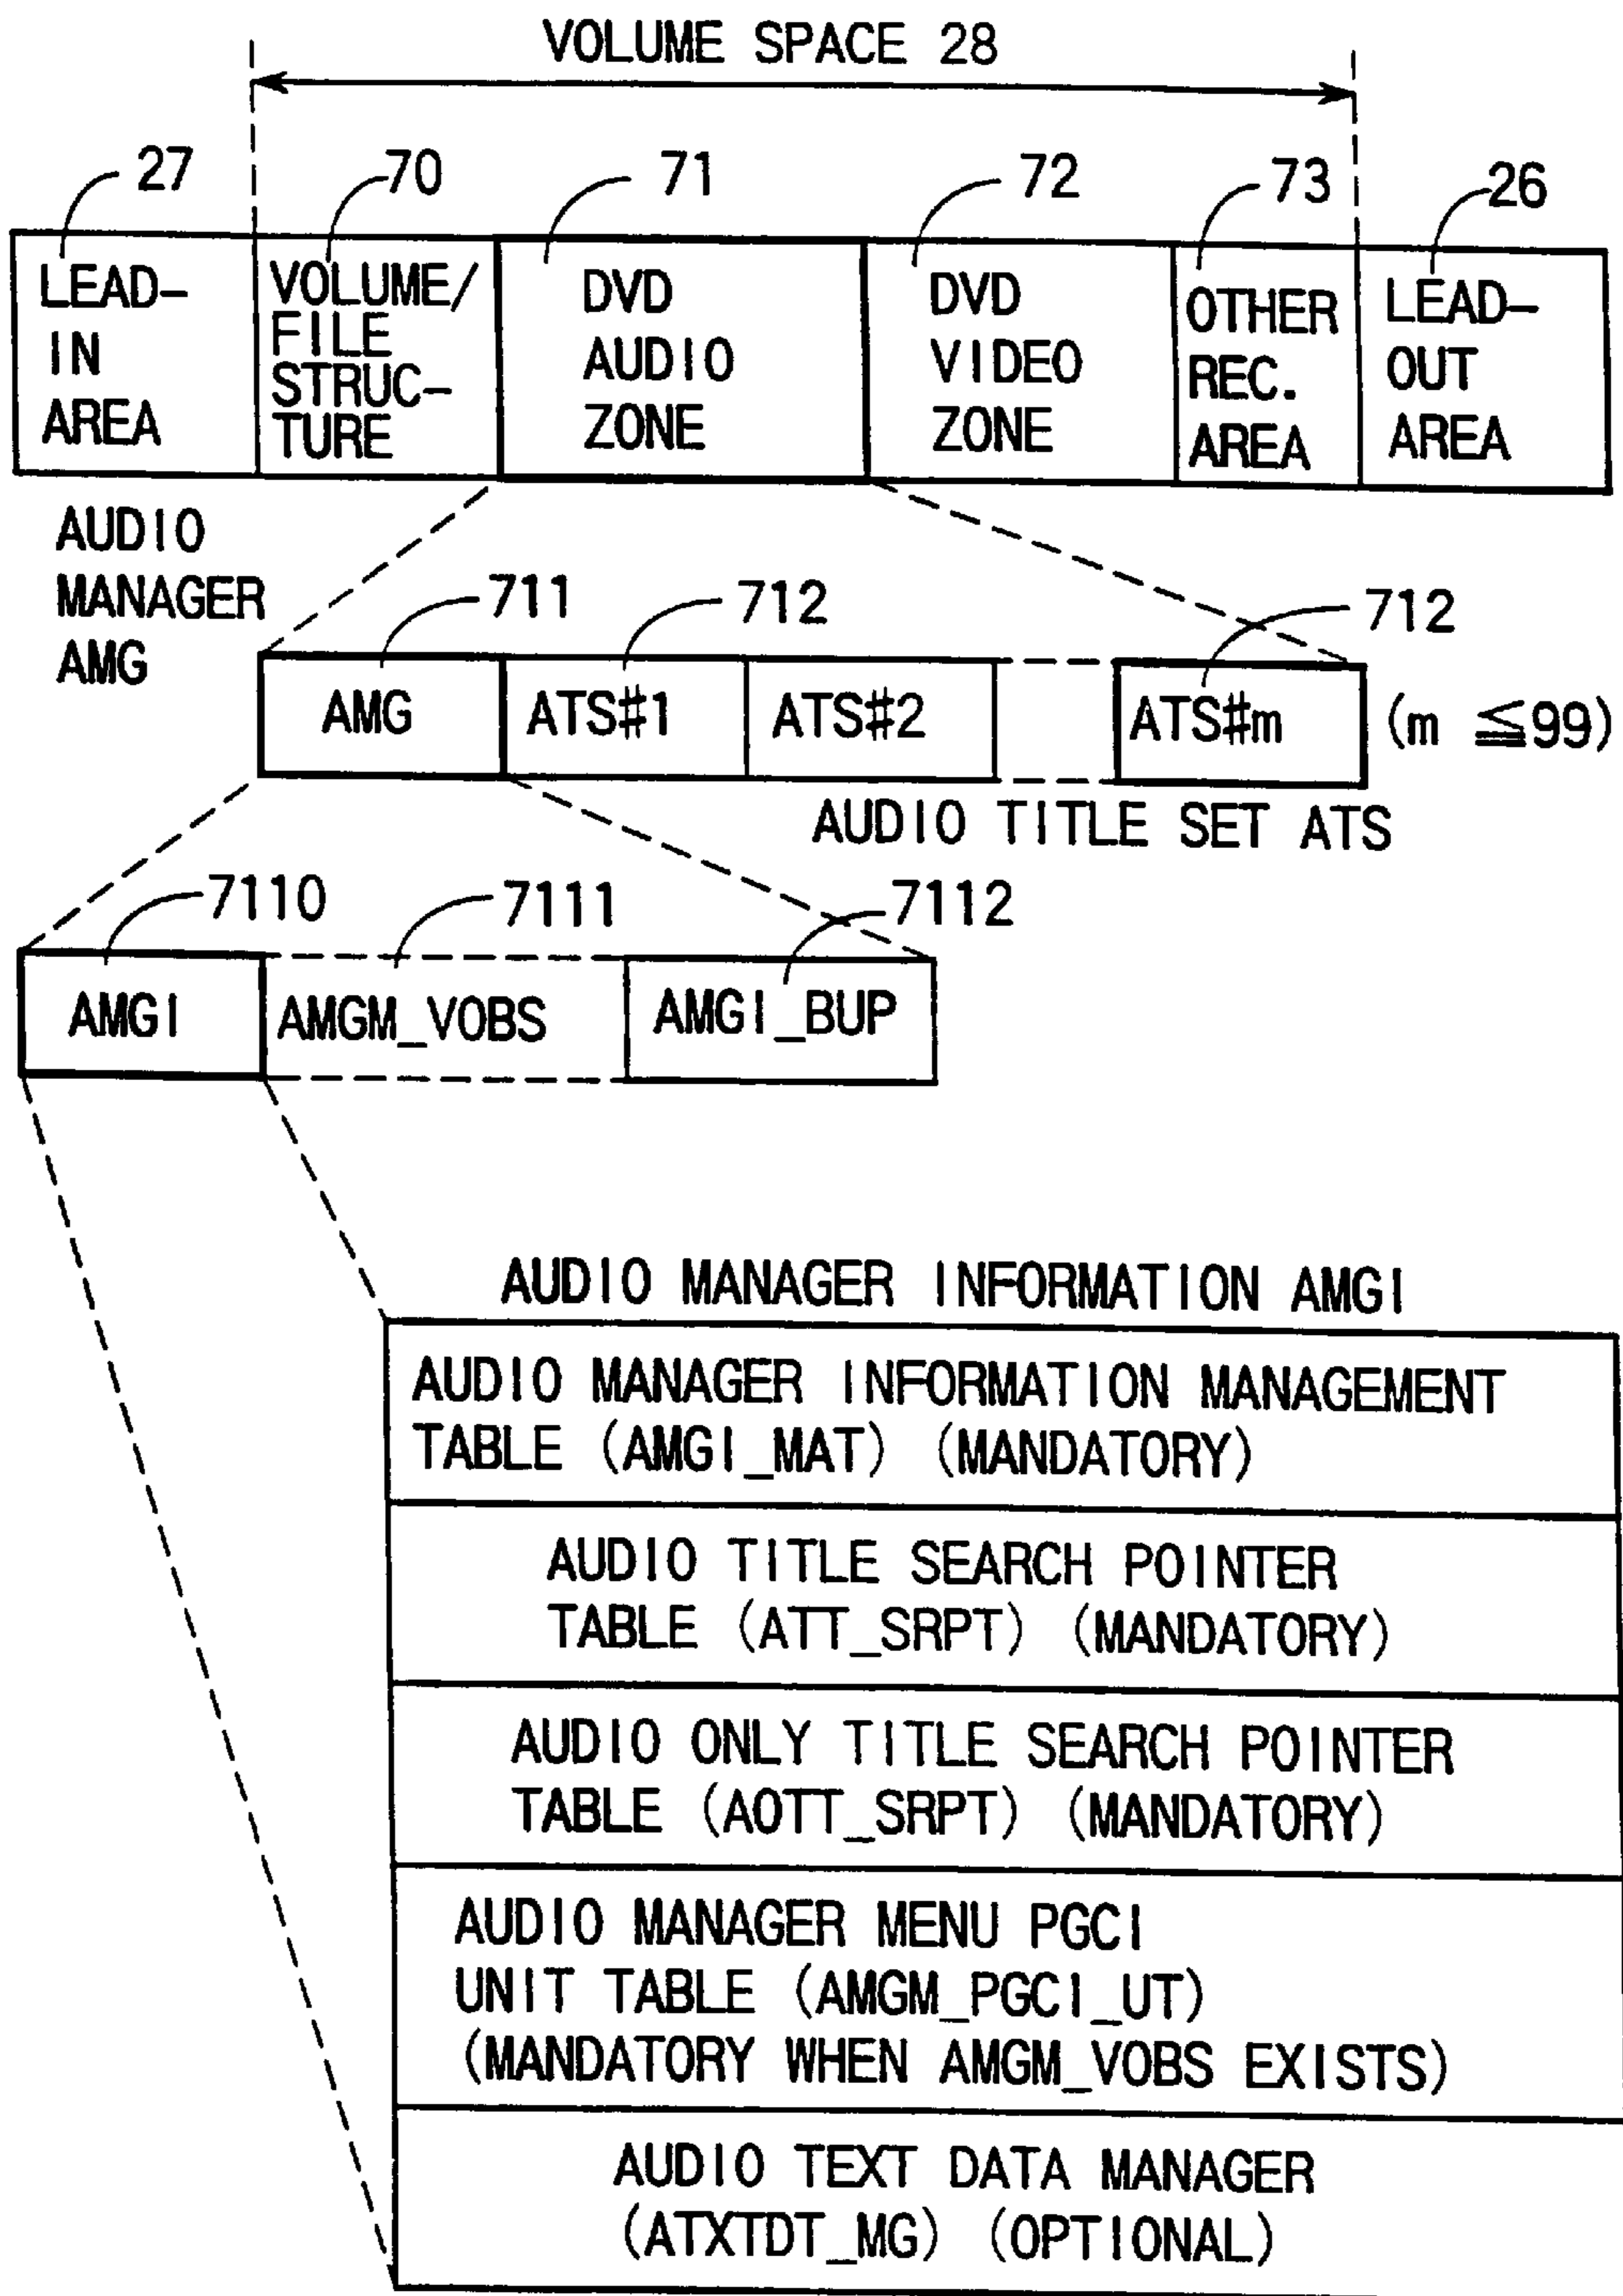 VOLUME SPACE 28
27
70
71
72
73
26
LEAD-
IN
AREA
VOLUME/
FILE
STRUC-
TURE
DVD
AUDIO
ZONE
DVD
VIDEO
ZONE
OTHER
REC.
AREA
LEAD-
OUT
AREA
AUDIO
MANAGER
AMG
711
712
712
AMG
ATS#1
ATS#2
ATS#m
(m ≦99)
AUDIO TITLE SET ATS
7110
7111
7112
AMGI
AMGM_VOBS
AMGI_BUP
AUDIO MANAGER INFORMATION AMGI
AUDIO MANAGER INFORMATION MANAGEMENT
TABLE (AMGI_MAT) (MANDATORY)
AUDIO TITLE SEARCH POINTER
TABLE (ATT_SRPT) (MANDATORY)
AUDIO ONLY TITLE SEARCH POINTER
TABLE (AOTT_SRPT) (MANDATORY)
AUDIO MANAGER MENU PGCI
UNIT TABLE (AMGM_PGCI_UT)
(MANDATORY WHEN AMGM_VOBS EXISTS)
AUDIO TEXT DATA MANAGER
(ATXTDT_MG) (OPTIONAL)